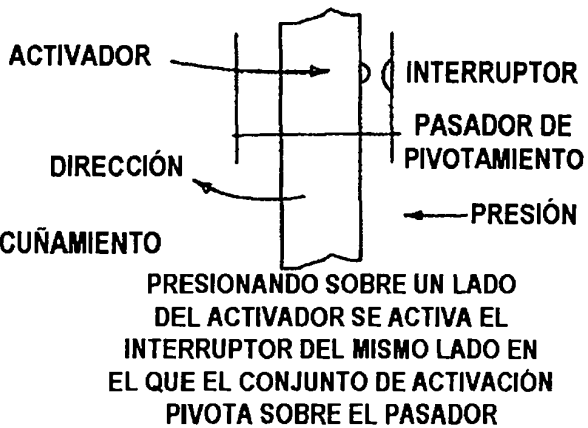 ACTIVADOR
INTERRUPTOR
PASADOR DE
PIVOTAMIENTO
DIRECCIÓN
PRESIÓN
CUÑAMIENTO
PRESIONANDO SOBRE UN LADO
DEL ACTIVADOR SE ACTIVA EL
INTERRUPTOR DEL MISMO LADO EN
EL QUE EL CONJUNTO DE ACTIVACIÓN
PIVOTA SOBRE EL PASADOR